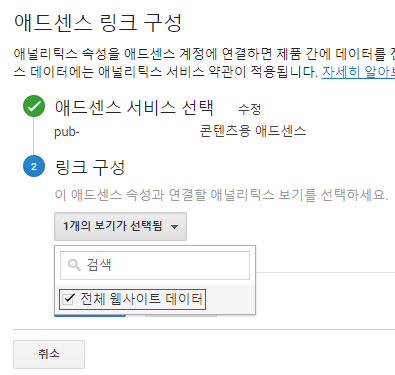 애드센스 링크 구성
애널리틱스 속성을 애드센스 계정에 연결하면 제품 간에 데이터를
스 데이터에는 애널리틱스 서비스 약관이 적용됩니다. 자세히
애드센스 서비스 선택 수정
pub- 콘텐츠용 애드센스
2 링크 구성
이 애드센스 속성과 연결할 애널리틱스 보기를 선택하세요.
1개의 보기가 선택됨
검색
전체 웹사이트 데이터
취소